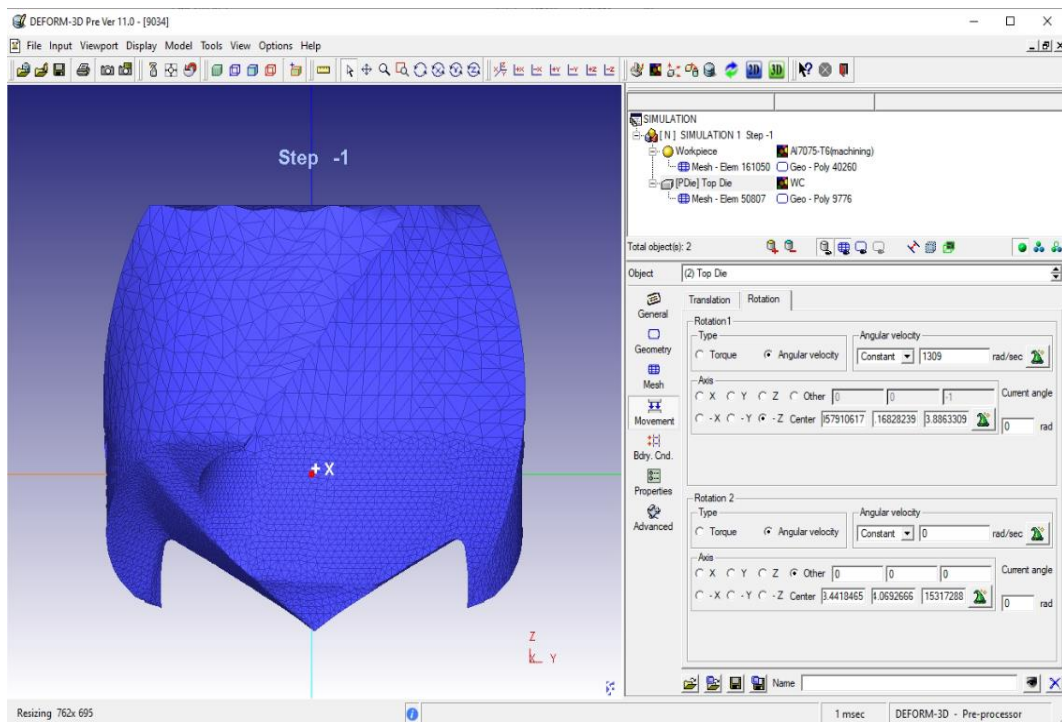 DEFORM-3D Pre Ver 11.0 - [9034]
File Input Viewport Display Model Tools View Options Help
Step -1
+ X
Z
X Y
SIMULATION
[ N ] SIMULATION 1 Step -1
Workpiece Al7075-T6(machining)
Mesh - Elem 161050 Geo - Poly 40260
[PDie] Top Die WC
Mesh - Elem 50807 Geo - Poly 9776
Total object(s): 2
Object (2) Top Die
General
Geometry
Mesh
Movement
Bdry. Cnd.
Properties
Advanced
Translation Rotation
Rotation1
Type Angular velocity
Torque Angular velocity Constant 1309 rad/sec
Axis Current angle
X Y Z Other 0 0 -1
-X -Y -Z Center 057910617 .16828239 3.8863309 0 rad
Rotation 2
Type Angular velocity
Torque Angular velocity Constant 0 rad/sec
Axis Current angle
X Y Z Other 0 0 0
-X -Y -Z Center 3.4418465 4.0692666 15317288 0 rad
Name
Resizing 762x 695 1 msec DEFORM-3D - Pre-processor